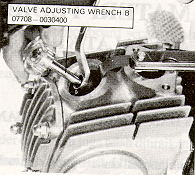 VALVE ADJUSTING WRENCH B
07708-0030400